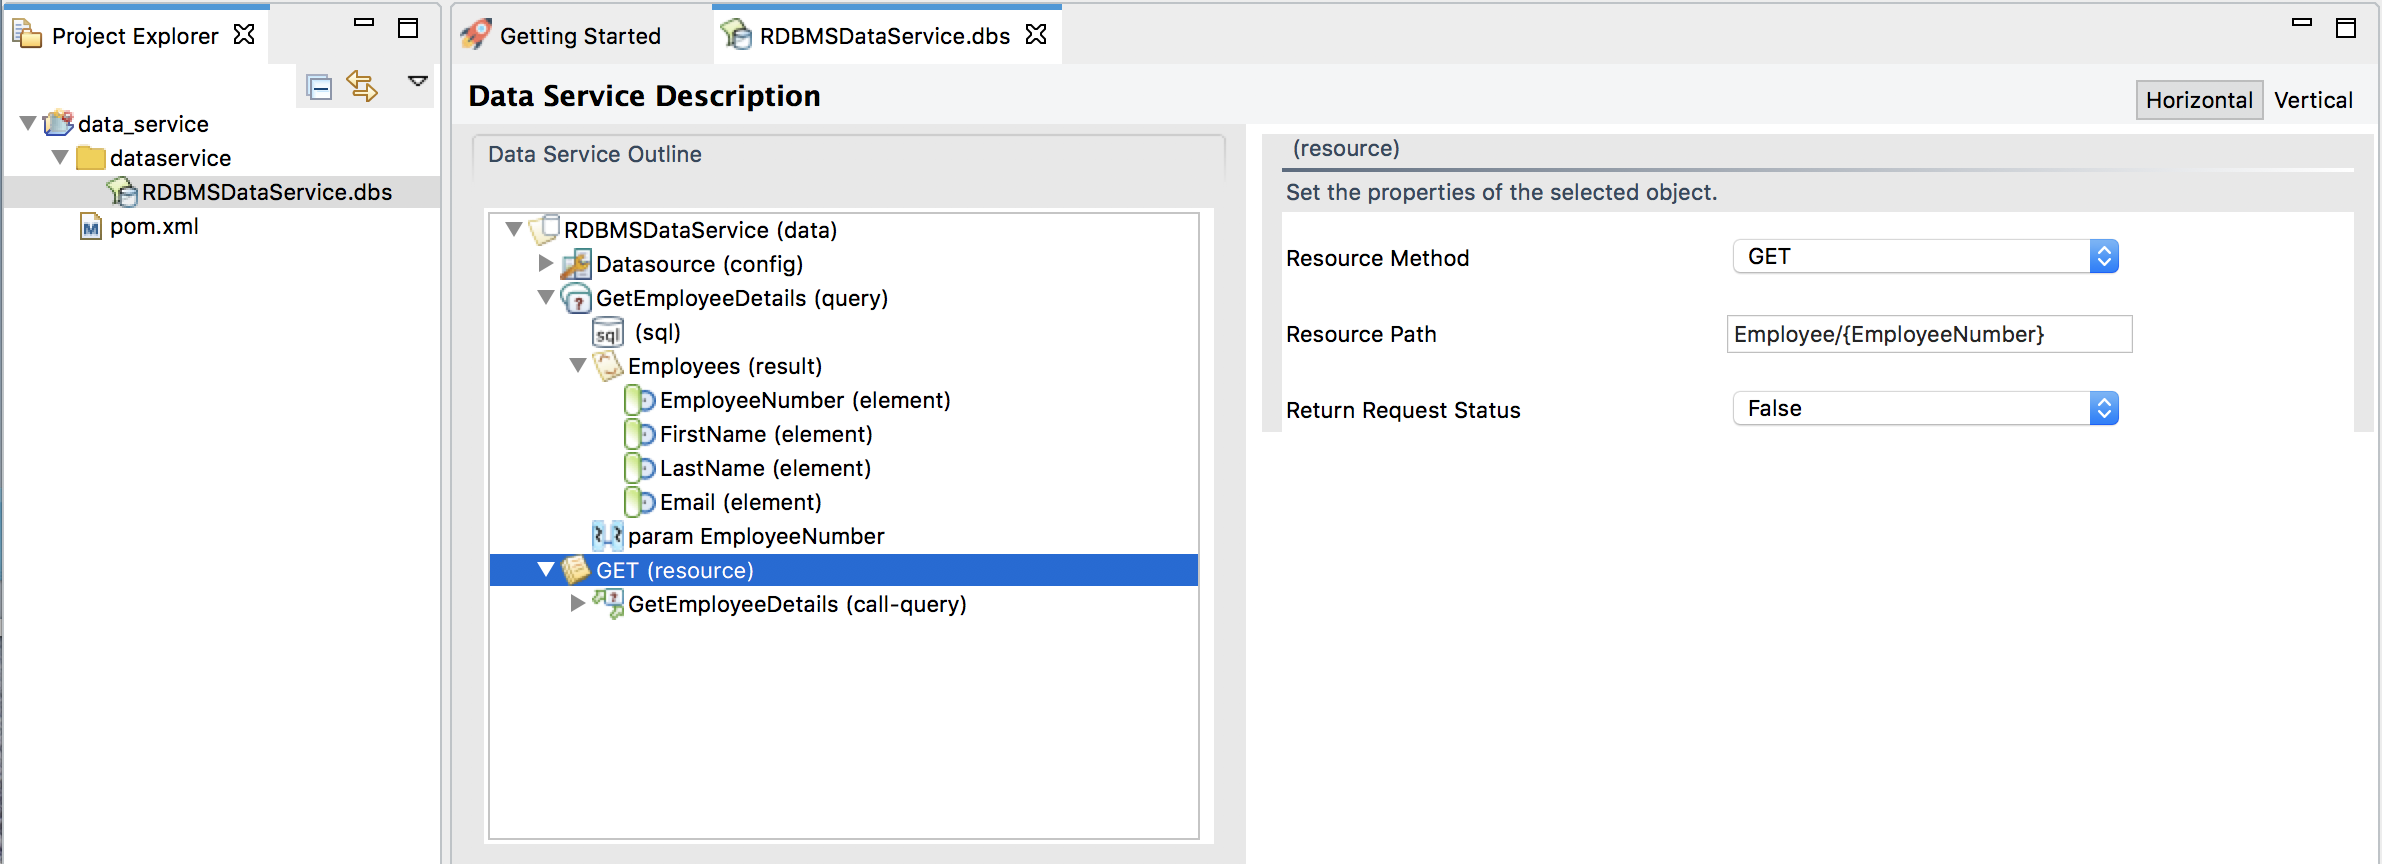 Project Explorer
data_service
dataservice
RDBMSDataService.dbs
M pom.xml
Getting Started
RDBMSDataService.dbs
Data Service Description
Horizontal Vertical
Data Service Outline
RDBMSDataService (data)
Datasource (config)
? GetEmployeeDetails (query)
sql (sql)
Employees (result)
EmployeeNumber (element)
FirstName (element)
LastName (element)
Email (element)
param EmployeeNumber
GET (resource)
? GetEmployeeDetails (call-query)
(resource)
Set the properties of the selected object.
Resource Method GET
Resource Path Employee/{EmployeeNumber}
Return Request Status False